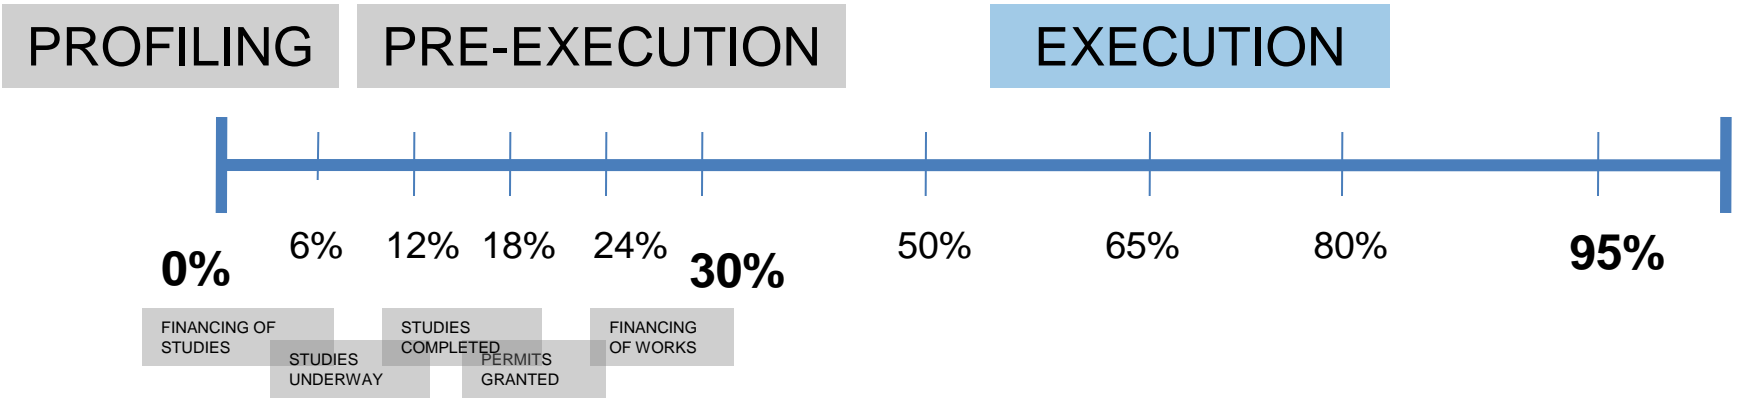 PROFILING PRE-EXECUTION EXECUTION
0% 6% 12% 18% 24% 30% 50% 65% 80% 95%
FINANCING OF
STUDIES
STUDIES
UNDERWAY
STUDIES
COMPLETED
PERMITS
GRANTED
FINANCING
OF WORKS